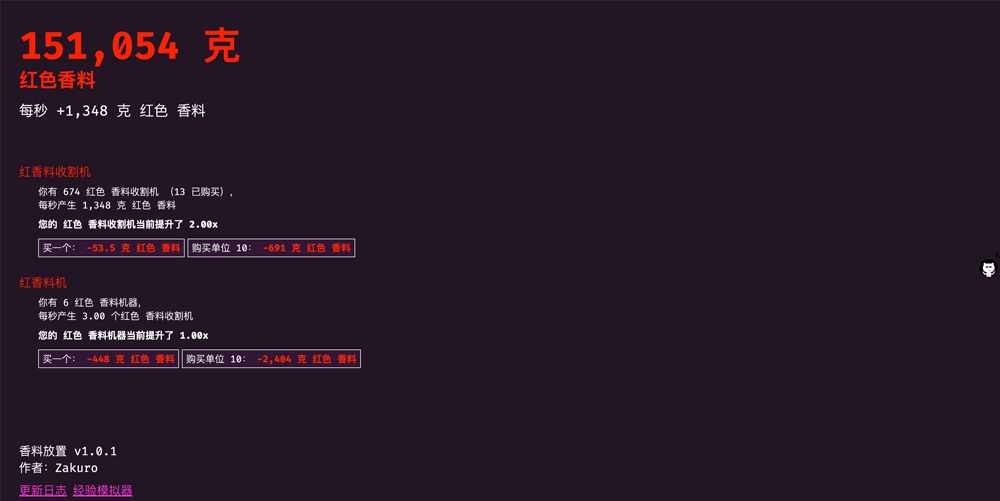 151,054 克
红色香料
每秒 +1,348 克 红色 香料
红香料收割机
你有 674 红色 香料收割机 （13 已购买），
每秒产生 1,348 克 红色 香料
您的 红色 香料收割机当前提升了 2.00x
买一个： -53.5 克 红色 香料 购买单位 10： -691 克 红色 香料
红香料机
你有 6 红色 香料机器，
每秒产生 3.00 个红色 香料收割机
您的 红色 香料机器当前提升了 1.00x
买一个： -448 克 红色 香料 购买单位 10： -2,404 克 红色 香料
香料放置 v1.0.1
作者：Zakuro
更新日志 经验模拟器